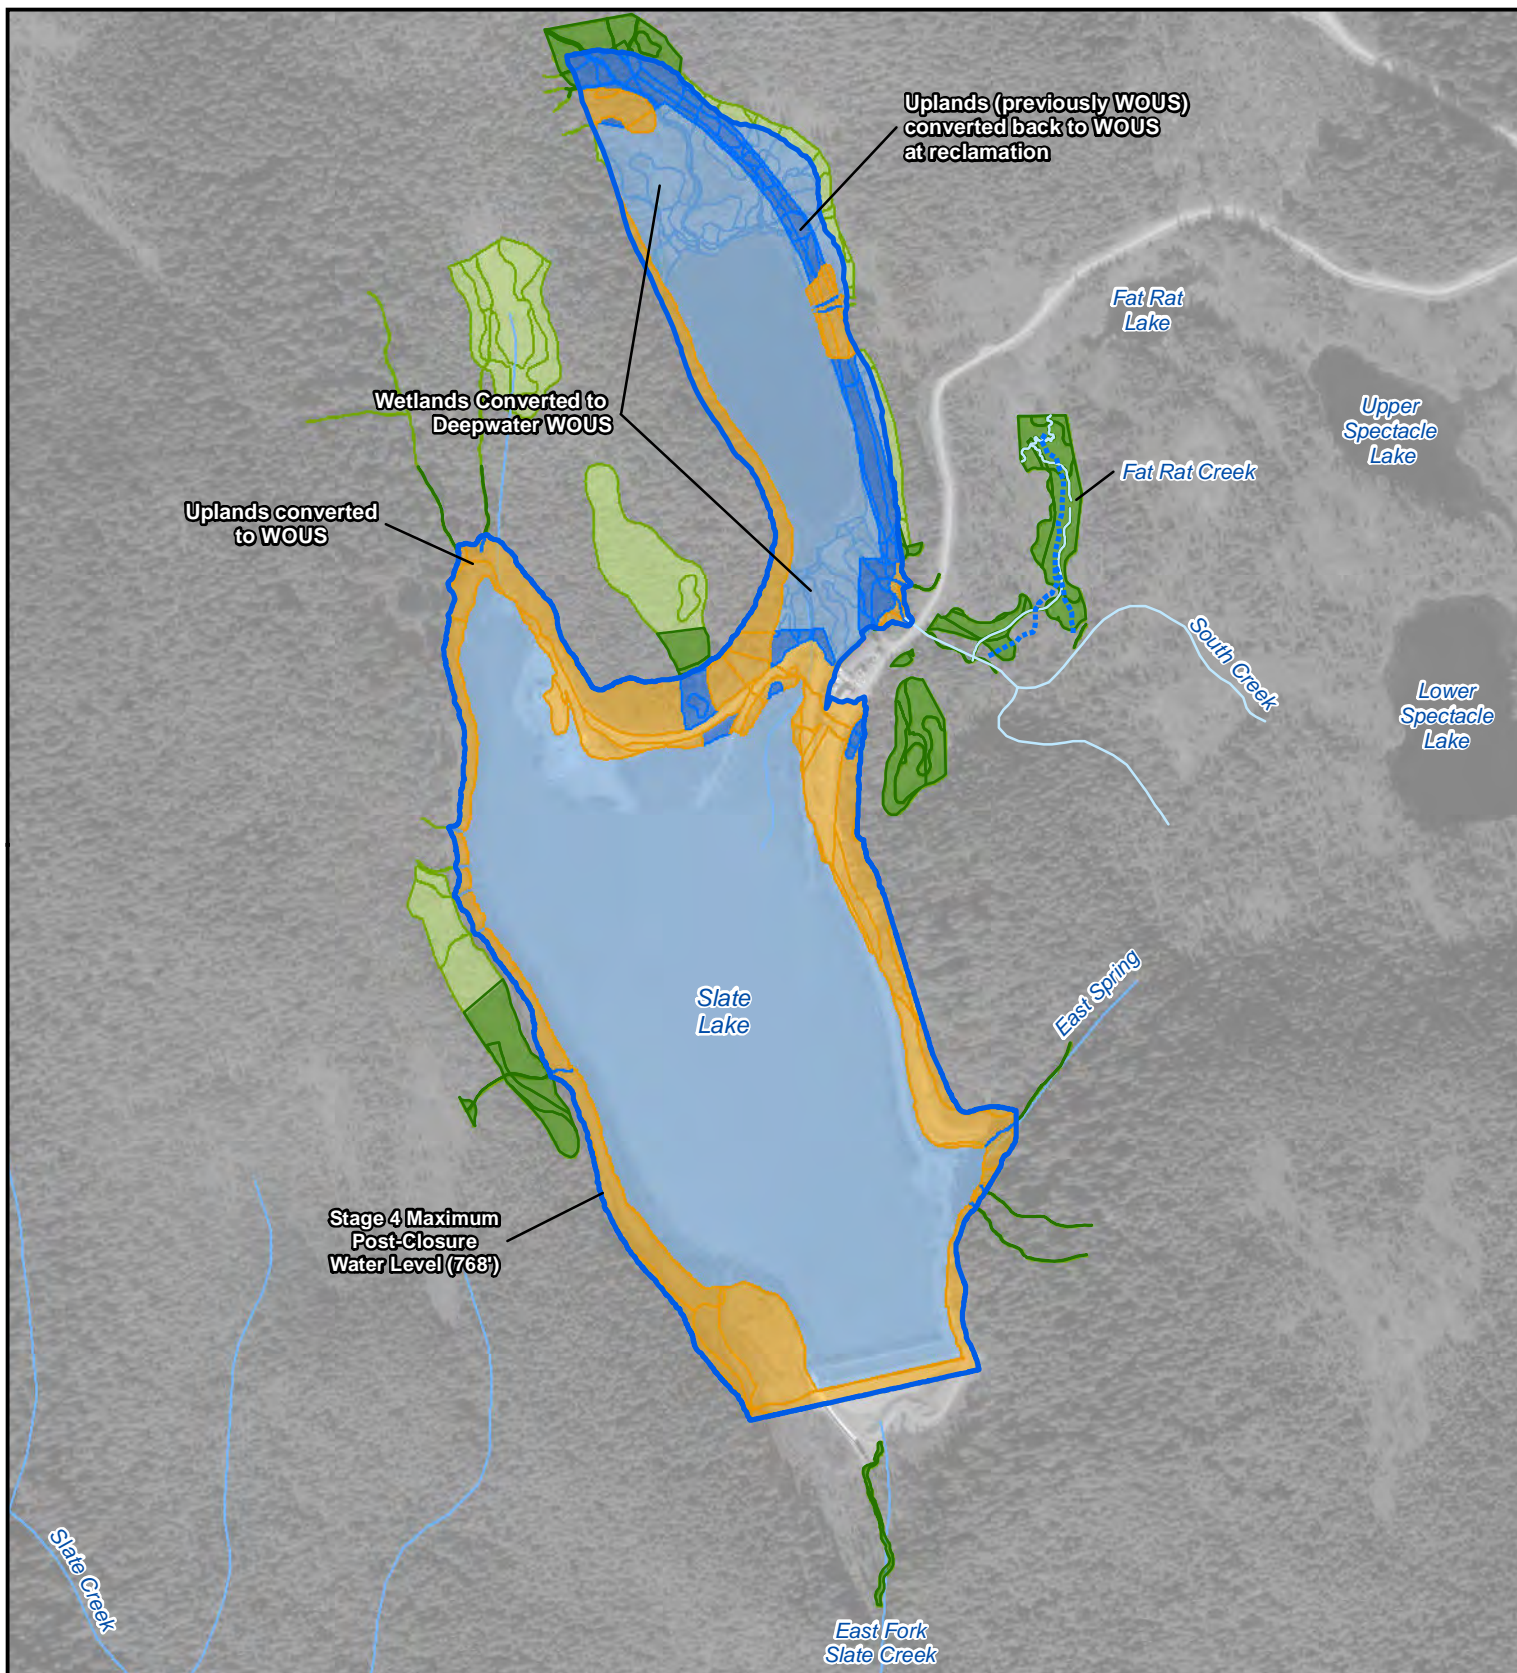 Uplands (previously WOUS)
converted back to WOUS
at reclamation
Fat Rat
Lake
Wetlands Converted to
Deepwater WOUS
Upper
Spectacle
Lake
Fat Rat Creek
Uplands converted
to WOUS
South Creek
Lower
Spectacle
Lake
East Spring
Slate
Lake
Stage 4 Maximum
Post-Closure
Water Level (768')
Slate Creek
East Fork
Slate Creek